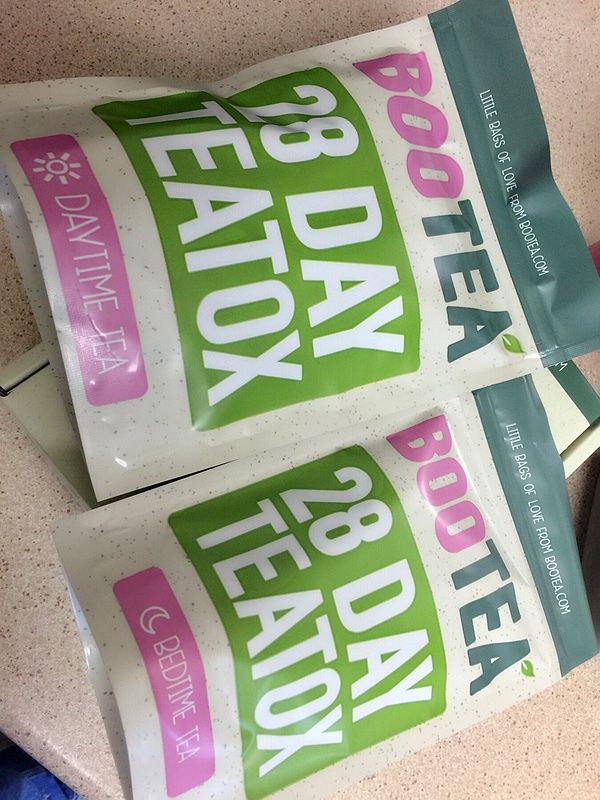 LITTLE BAGS OF LOVE FROM BOOTEA.COM
BOOTEA
28 DAY
TEATOX
DAYTIME TEA
LITTLE BAGS OF LOVE FROM BOOTEA.COM
BOOTEA
28 DAY
TEATOX
BEDTIME TEA